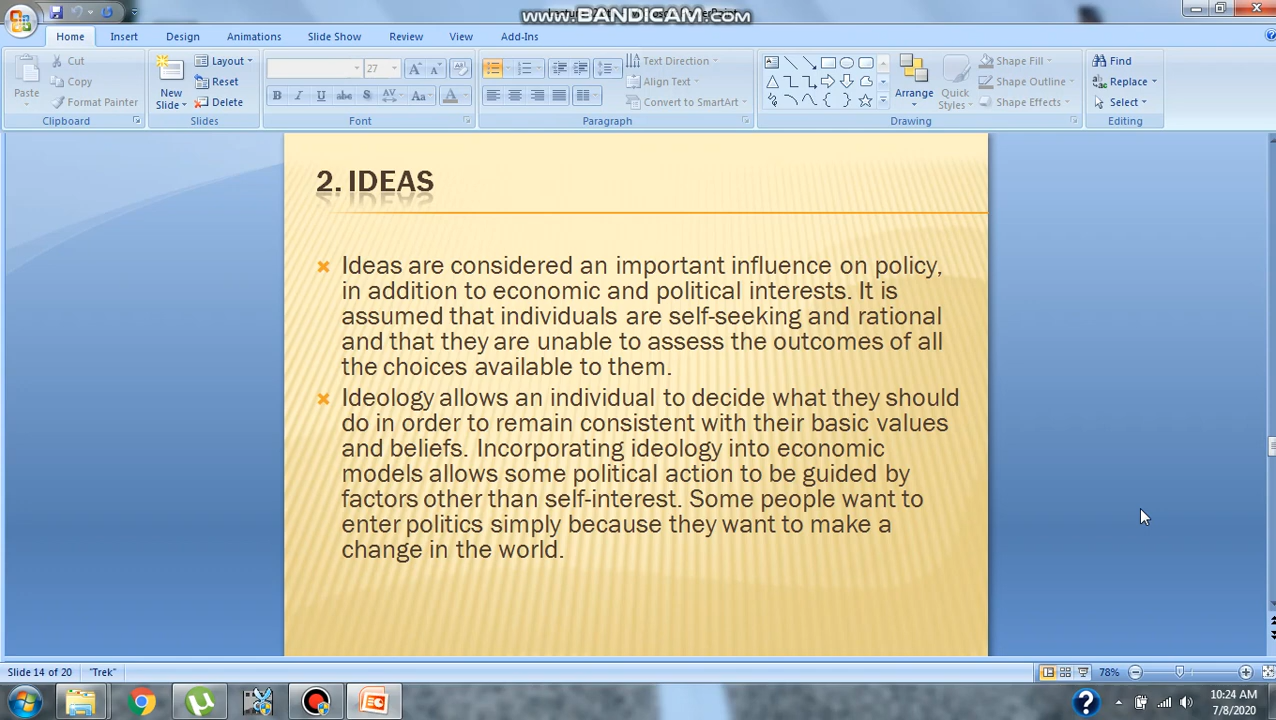 www.BANDICAM.com
Home Insert Design Animations Slide Show Review View Add-Ins
Paste
Cut
Copy
Format Painter
Clipboard
New Slide
Layout
Reset
Delete
Slides
27
Font
Text Direction
Align Text
Convert to SmartArt
Paragraph
Arrange
Quick Styles
Shape Fill
Shape Outline
Shape Effects
Drawing
Find
Replace
Select
Editing
2. IDEAS
Ideas are considered an important influence on policy,
in addition to economic and political interests. It is
assumed that individuals are self-seeking and rational
and that they are unable to assess the outcomes of all
the choices available to them.
Ideology allows an individual to decide what they should
do in order to remain consistent with their basic values
and beliefs. Incorporating ideology into economic
models allows some political action to be guided by
factors other than self-interest. Some people want to
enter politics simply because they want to make a
change in the world.
Slide 14 of 20 "Trek" 78%
10:24 AM
7/8/2020